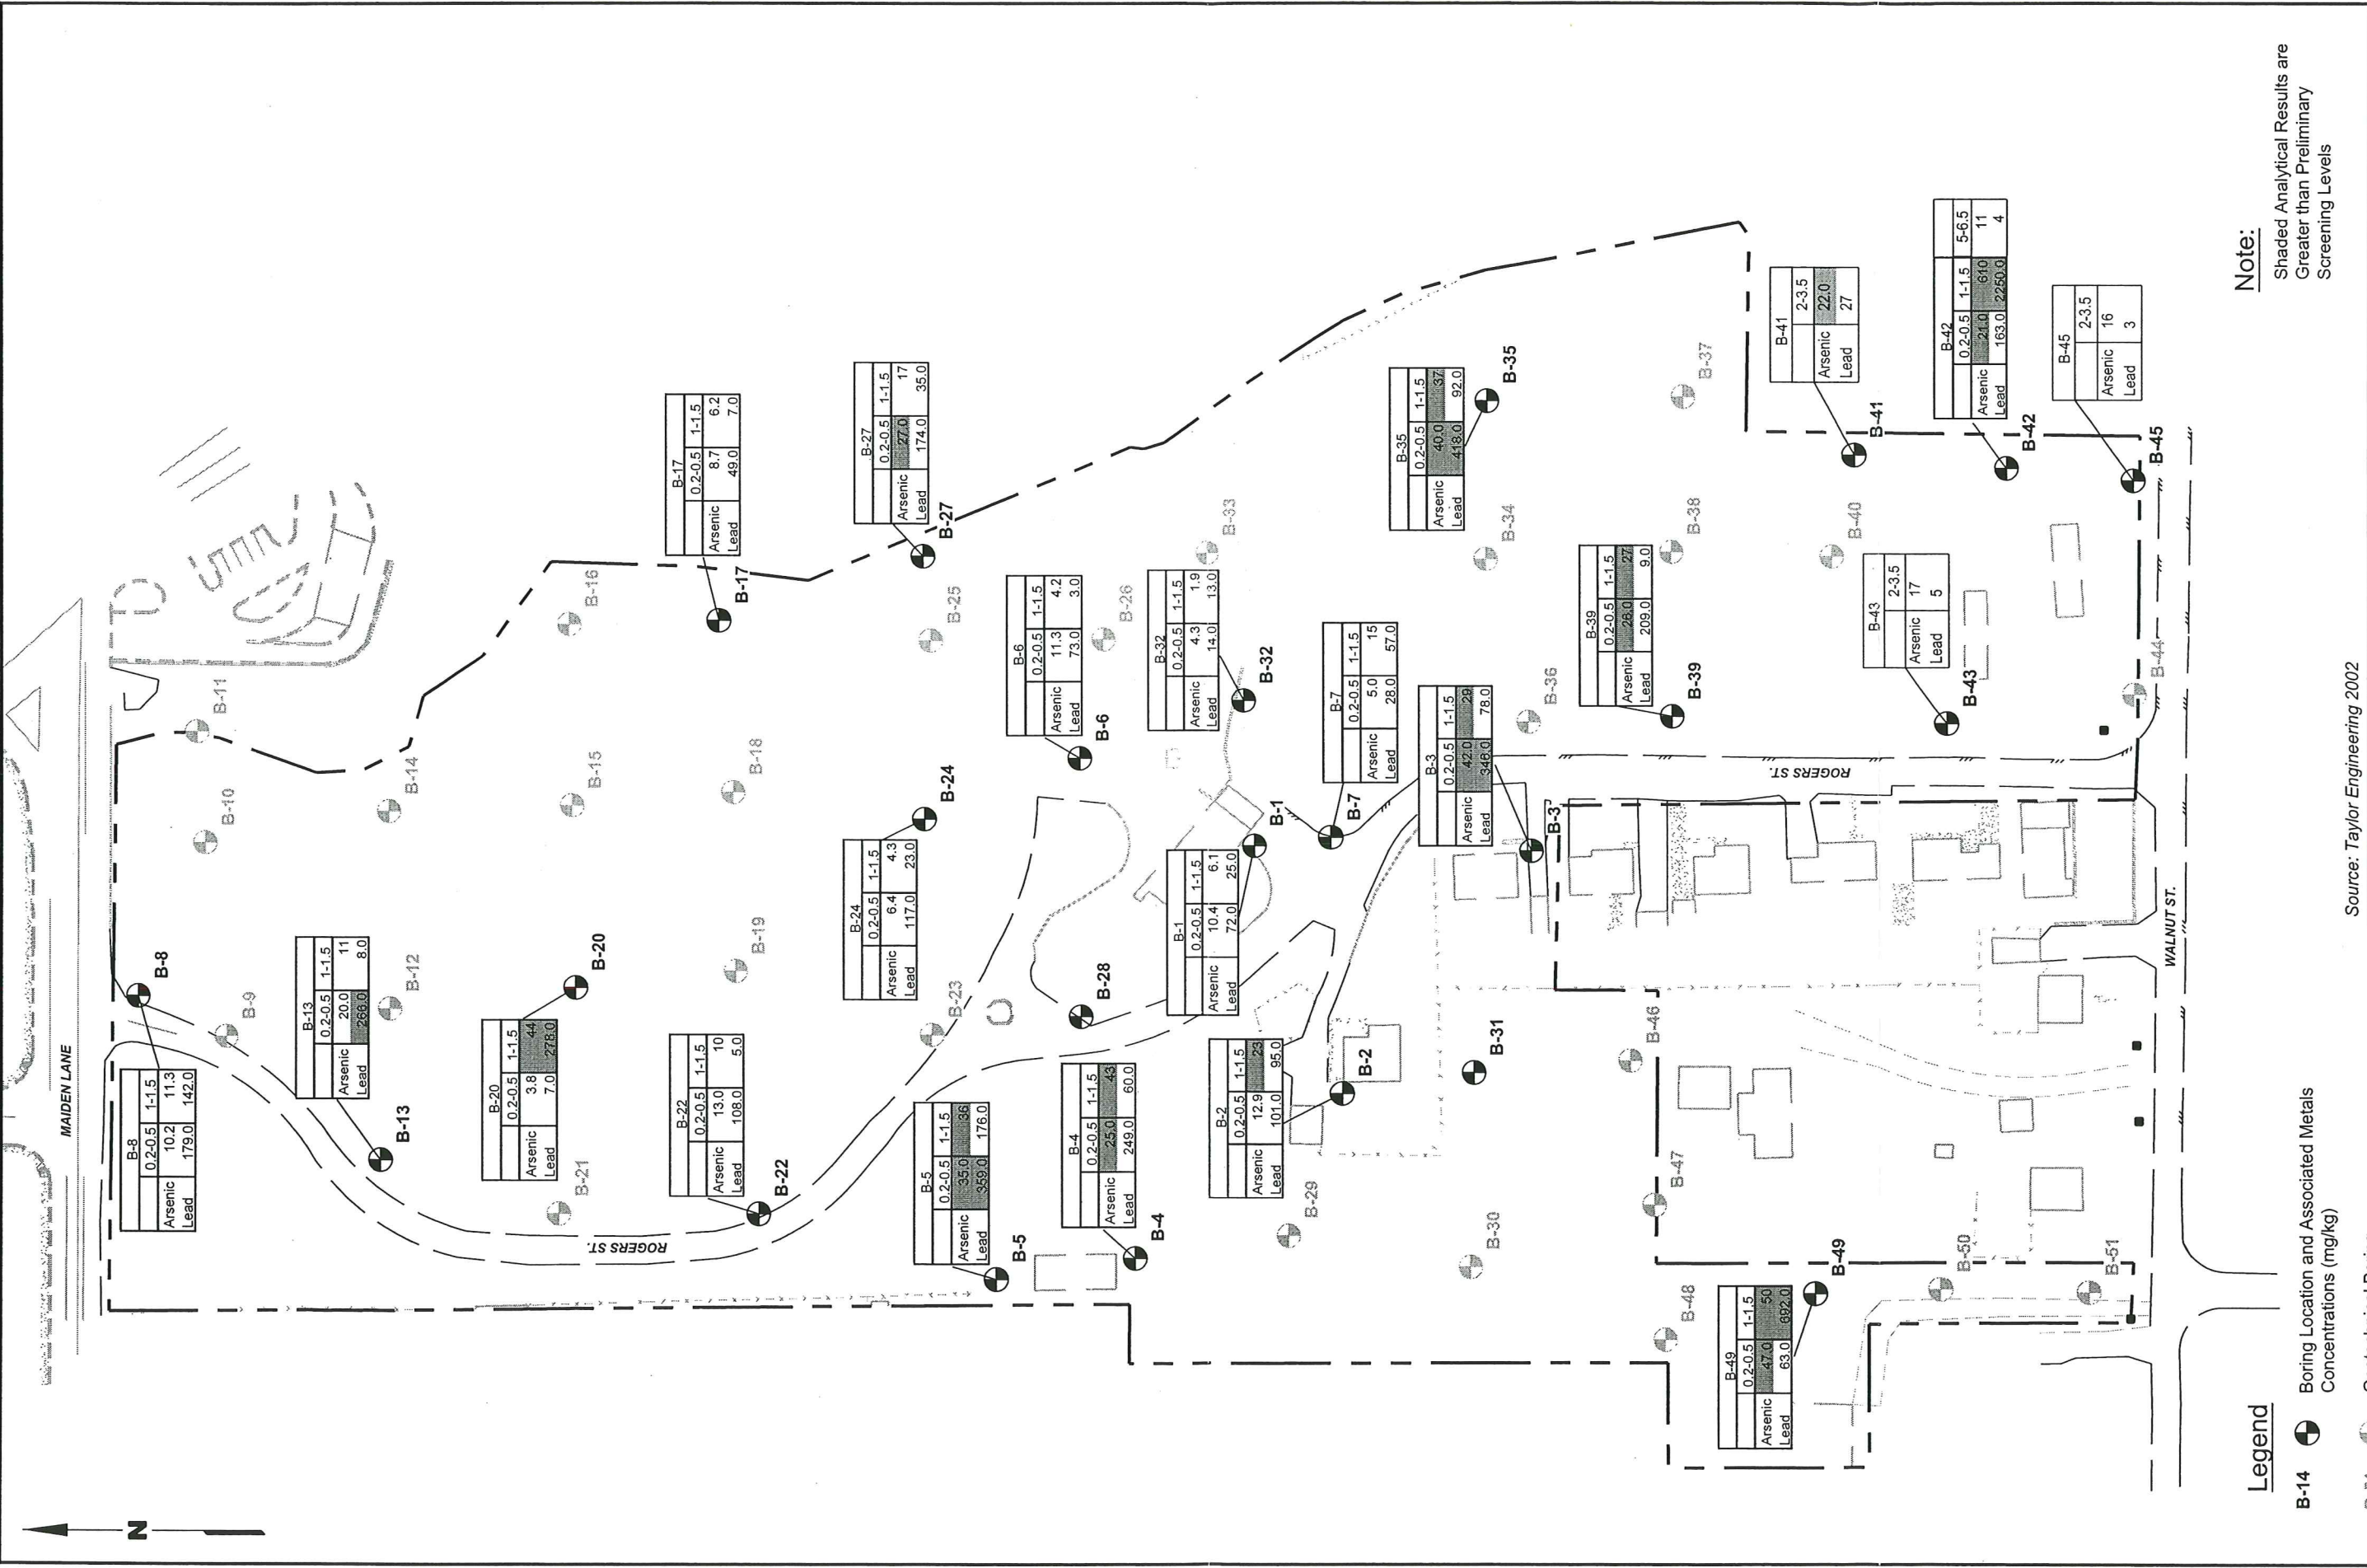 N
MAIDEN LANE
B-8
0.2-0.5 1-1.5
Arsenic 10.2 11.3
Lead 179.0 142.0
B-8
B-9
B-10
B-11
B-13
0.2-0.5 1-1.5
Arsenic 20.0 11
Lead 266.0 8.0
B-13
B-12
B-14
B-20
0.2-0.5 1-1.5
Arsenic 3.8 44
Lead 7.0 278.0
B-20
B-21
B-15
B-16
ROGERS ST.
B-22
0.2-0.5 1-1.5
Arsenic 13.0 10
Lead 108.0 5.0
B-22
B-19
B-18
B-17
0.2-0.5 1-1.5
Arsenic 8.7 6.2
Lead 49.0 7.0
B-17
B-24
0.2-0.5 1-1.5
Arsenic 6.4 4.3
Lead 117.0 23.0
B-24
B-27
0.2-0.5 1-1.5
Arsenic 27.0 17
Lead 174.0 35.0
B-27
B-5
0.2-0.5 1-1.5
Arsenic 35.0 36
Lead 359.0 176.0
B-5
B-23
B-25
B-4
0.2-0.5 1-1.5
Arsenic 25.0 43
Lead 249.0 60.0
B-4
B-28
B-6
0.2-0.5 1-1.5
Arsenic 11.3 4.2
Lead 73.0 3.0
B-6
B-26
B-2
0.2-0.5 1-1.5
Arsenic 12.9 23
Lead 101.0 95.0
B-2
B-29
B-1
0.2-0.5 1-1.5
Arsenic 10.4 6.1
Lead 72.0 25.0
B-1
B-32
0.2-0.5 1-1.5
Arsenic 4.3 1.9
Lead 14.0 13.0
B-32
B-33
B-7
0.2-0.5 1-1.5
Arsenic 5.0 15
Lead 28.0 57.0
B-7
B-3
0.2-0.5 1-1.5
Arsenic 42.0 29
Lead 346.0 78.0
B-3
B-35
0.2-0.5 1-1.5
Arsenic 40.0 37
Lead 418.0 92.0
B-35
B-30
B-31
B-34
B-36
B-39
0.2-0.5 1-1.5
Arsenic 26.0 27
Lead 209.0 9.0
B-39
B-38
B-37
B-48
B-47
B-46
B-49
0.2-0.5 1-1.5
Arsenic 47.0 50
Lead 63.0 692.0
B-49
ROGERS ST.
B-40
B-41
2-3.5
Arsenic 22.0
Lead 27
B-41
B-43
2-3.5
Arsenic 17
Lead 5
B-43
B-42
0.2-0.5 1-1.5 5-6.5
Arsenic 21.0 610 11
Lead 163.0 2250.0 4
B-42
B-45
2-3.5
Arsenic 16
Lead 3
B-45
B-50
B-51
B-44
WALNUT ST.
Legend
B-14 Boring Location and Associated Metals
Concentrations (mg/kg)
Note:
Shaded Analytical Results are
Greater than Preliminary
Screening Levels
Source: Taylor Engineering 2002